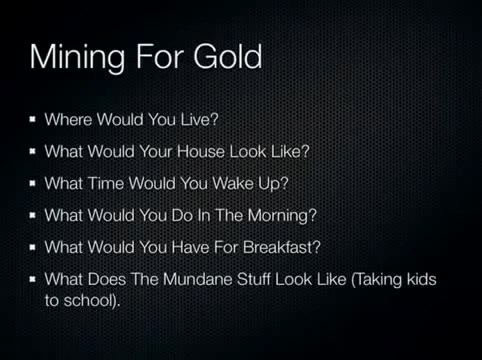 Mining For Gold
Where Would You Live?
What Would Your House Look Like?
What Time Would You Wake Up?
What Would You Do In The Morning?
What Would You Have For Breakfast?
What Does The Mundane Stuff Look Like (Taking kids
to school).